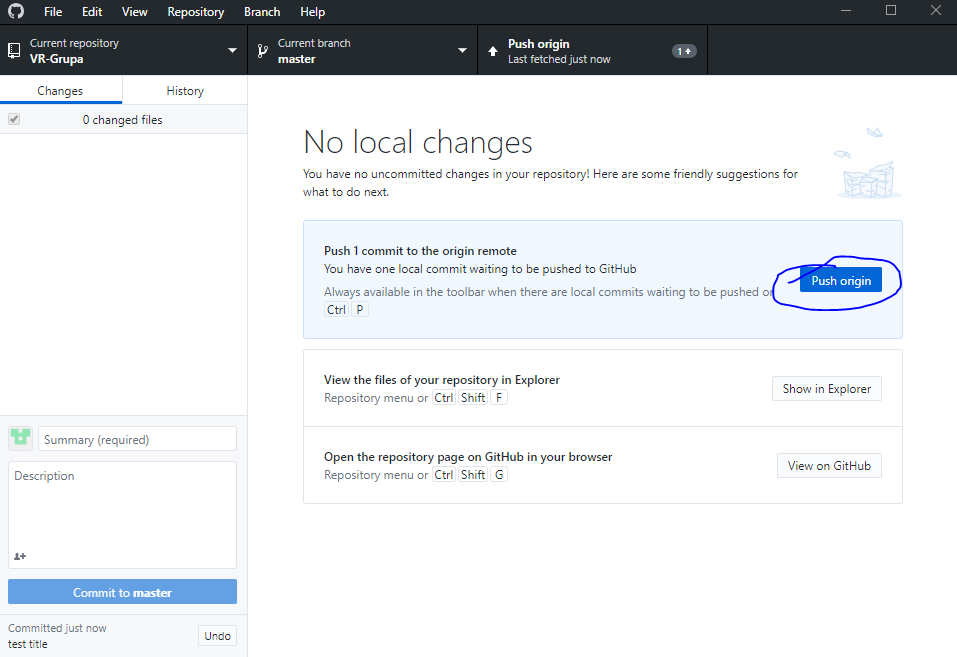 File Edit View Repository Branch Help
Current repository
VR-Grupa
Current branch
master
Push origin
Last fetched just now
1
Changes
History
0 changed files
No local changes
You have no uncommitted changes in your repository! Here are some friendly suggestions for
what to do next.
Push 1 commit to the origin remote
You have one local commit waiting to be pushed to GitHub
Always available in the toolbar when there are local commits waiting to be pushed or
Ctrl P
Push origin
View the files of your repository in Explorer
Repository menu or Ctrl Shift F
Show in Explorer
Open the repository page on GitHub in your browser
Repository menu or Ctrl Shift G
View on GitHub
Summary (required)
Description
Commit to master
Committed just now
test title
Undo